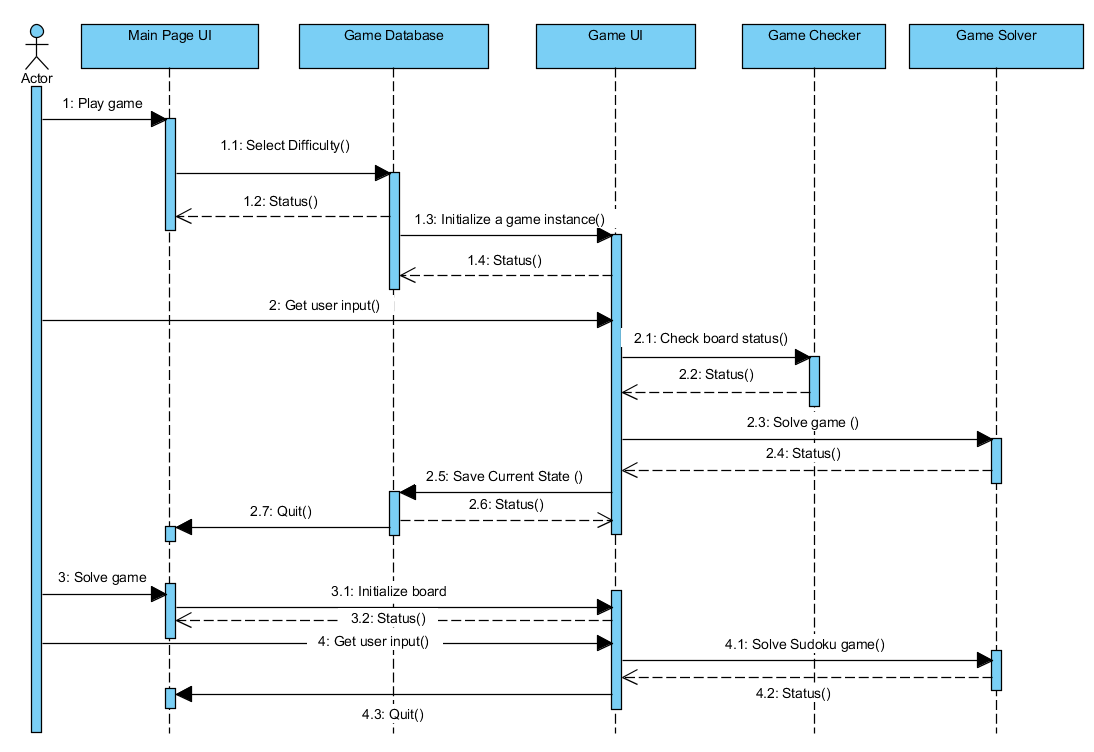 Main Page UI
Game Database
Game UI
Game Checker
Game Solver
Actor
1: Play game
1.1: Select Difficulty()
1.2: Status()
1.3: Initialize a game instance()
1.4: Status()
2: Get user input()
2.1: Check board status()
2.2: Status()
2.3: Solve game ()
2.4: Status()
2.5: Save Current State ()
2.6: Status()
2.7: Quit()
3: Solve game
3.1: Initialize board
3.2: Status()
4: Get user input()
4.1: Solve Sudoku game()
4.2: Status()
4.3: Quit()